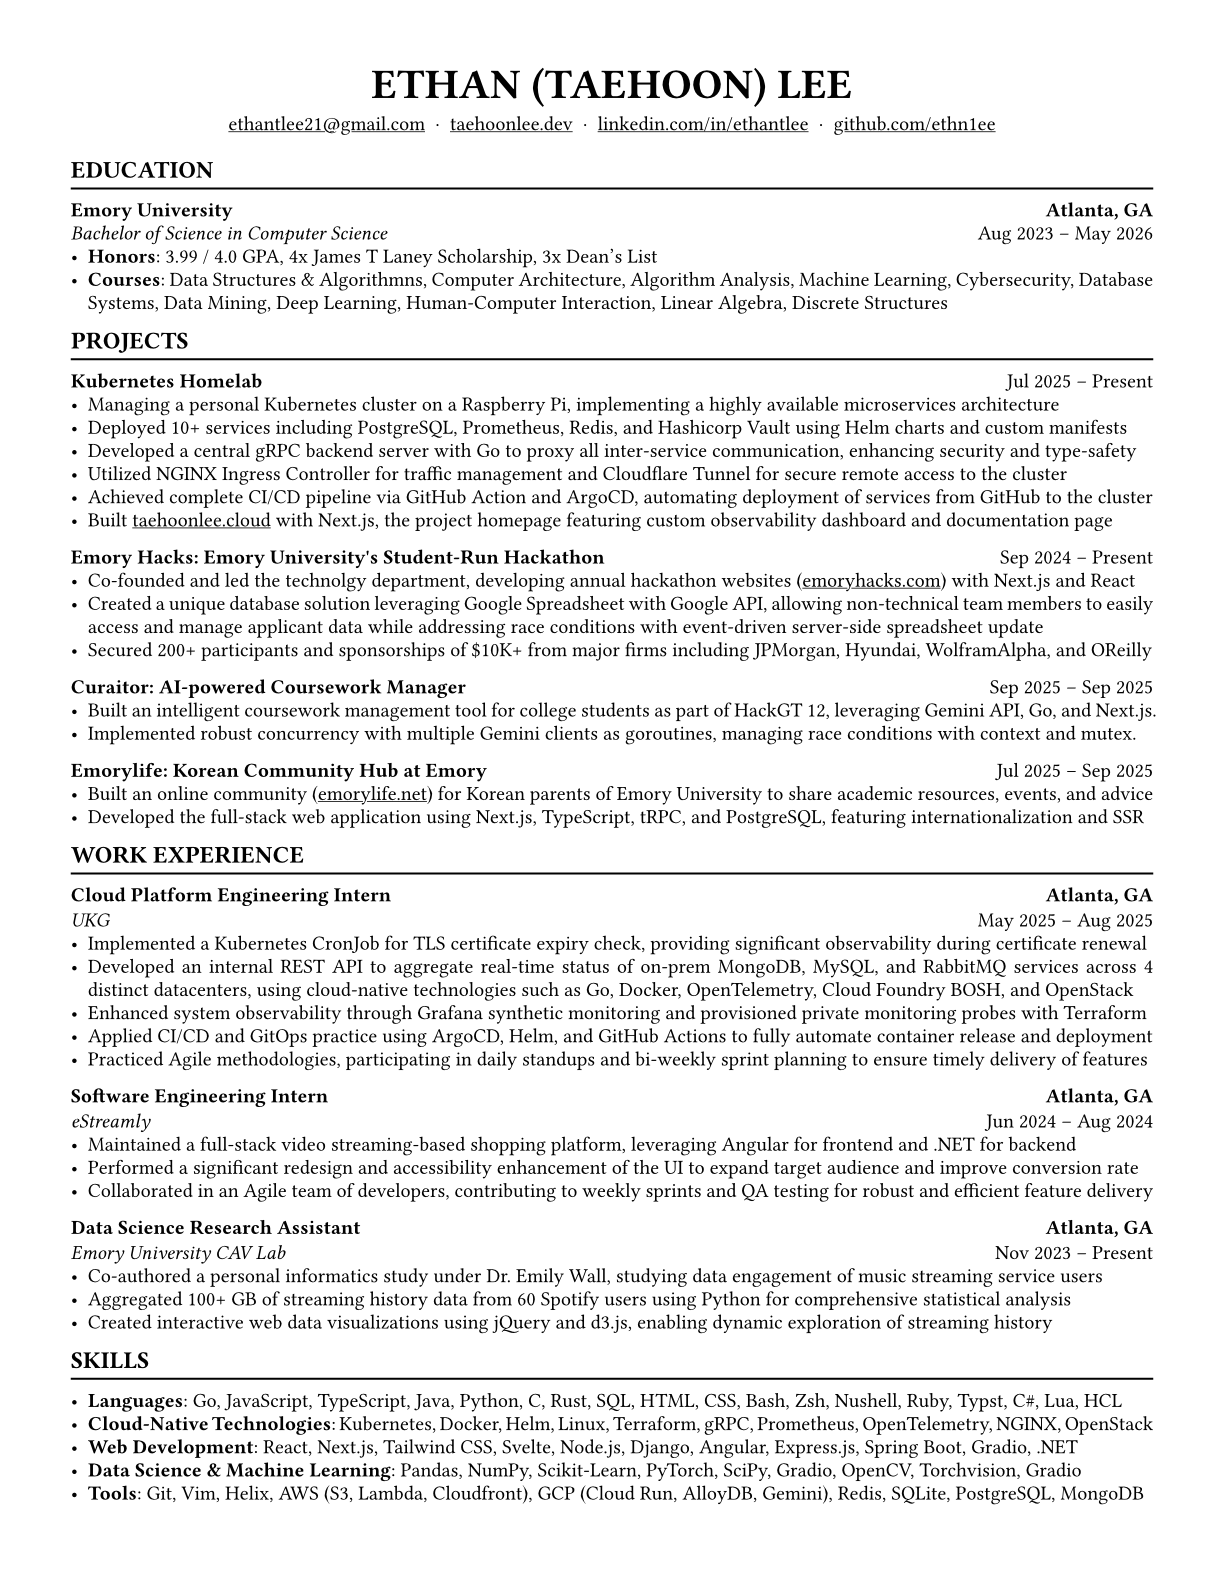 ETHAN (TAEHOON) LEE
ethantlee21@gmail.com · taehoonlee.dev · linkedin.com/in/ethantlee · github.com/ethn1ee
EDUCATION
Emory University Atlanta, GA
Bachelor of Science in Computer Science Aug 2023 – May 2026
• Honors: 3.99 / 4.0 GPA, 4x James T Laney Scholarship, 3x Dean’s List
• Courses: Data Structures & Algorithmns, Computer Architecture, Algorithm Analysis, Machine Learning, Cybersecurity, Database
Systems, Data Mining, Deep Learning, Human-Computer Interaction, Linear Algebra, Discrete Structures
PROJECTS
Kubernetes Homelab Jul 2025 – Present
• Managing a personal Kubernetes cluster on a Raspberry Pi, implementing a highly available microservices architecture
• Deployed 10+ services including PostgreSQL, Prometheus, Redis, and Hashicorp Vault using Helm charts and custom manifests
• Developed a central gRPC backend server with Go to proxy all inter-service communication, enhancing security and type-safety
• Utilized NGINX Ingress Controller for traffic management and Cloudflare Tunnel for secure remote access to the cluster
• Achieved complete CI/CD pipeline via GitHub Action and ArgoCD, automating deployment of services from GitHub to the cluster
• Built taehoonlee.cloud with Next.js, the project homepage featuring custom observability dashboard and documentation page
Emory Hacks: Emory University's Student-Run Hackathon Sep 2024 – Present
• Co-founded and led the technolgy department, developing annual hackathon websites (emoryhacks.com) with Next.js and React
• Created a unique database solution leveraging Google Spreadsheet with Google API, allowing non-technical team members to easily
access and manage applicant data while addressing race conditions with event-driven server-side spreadsheet update
• Secured 200+ participants and sponsorships of $10K+ from major firms including JPMorgan, Hyundai, WolframAlpha, and OReilly
Curaitor: AI-powered Coursework Manager Sep 2025 – Sep 2025
• Built an intelligent coursework management tool for college students as part of HackGT 12, leveraging Gemini API, Go, and Next.js.
• Implemented robust concurrency with multiple Gemini clients as goroutines, managing race conditions with context and mutex.
Emorylife: Korean Community Hub at Emory Jul 2025 – Sep 2025
• Built an online community (emorylife.net) for Korean parents of Emory University to share academic resources, events, and advice
• Developed the full-stack web application using Next.js, TypeScript, tRPC, and PostgreSQL, featuring internationalization and SSR
WORK EXPERIENCE
Cloud Platform Engineering Intern Atlanta, GA
UKG May 2025 – Aug 2025
• Implemented a Kubernetes CronJob for TLS certificate expiry check, providing significant observability during certificate renewal
• Developed an internal REST API to aggregate real-time status of on-prem MongoDB, MySQL, and RabbitMQ services across 4
distinct datacenters, using cloud-native technologies such as Go, Docker, OpenTelemetry, Cloud Foundry BOSH, and OpenStack
• Enhanced system observability through Grafana synthetic monitoring and provisioned private monitoring probes with Terraform
• Applied CI/CD and GitOps practice using ArgoCD, Helm, and GitHub Actions to fully automate container release and deployment
• Practiced Agile methodologies, participating in daily standups and bi-weekly sprint planning to ensure timely delivery of features
Software Engineering Intern Atlanta, GA
eStreamly Jun 2024 – Aug 2024
• Maintained a full-stack video streaming-based shopping platform, leveraging Angular for frontend and .NET for backend
• Performed a significant redesign and accessibility enhancement of the UI to expand target audience and improve conversion rate
• Collaborated in an Agile team of developers, contributing to weekly sprints and QA testing for robust and efficient feature delivery
Data Science Research Assistant Atlanta, GA
Emory University CAV Lab Nov 2023 – Present
• Co-authored a personal informatics study under Dr. Emily Wall, studying data engagement of music streaming service users
• Aggregated 100+ GB of streaming history data from 60 Spotify users using Python for comprehensive statistical analysis
• Created interactive web data visualizations using jQuery and d3.js, enabling dynamic exploration of streaming history
SKILLS
• Languages: Go, JavaScript, TypeScript, Java, Python, C, Rust, SQL, HTML, CSS, Bash, Zsh, Nushell, Ruby, Typst, C#, Lua, HCL
• Cloud-Native Technologies: Kubernetes, Docker, Helm, Linux, Terraform, gRPC, Prometheus, OpenTelemetry, NGINX, OpenStack
• Web Development: React, Next.js, Tailwind CSS, Svelte, Node.js, Django, Angular, Express.js, Spring Boot, Gradio, .NET
• Data Science & Machine Learning: Pandas, NumPy, Scikit-Learn, PyTorch, SciPy, Gradio, OpenCV, Torchvision, Gradio
• Tools: Git, Vim, Helix, AWS (S3, Lambda, Cloudfront), GCP (Cloud Run, AlloyDB, Gemini), Redis, SQLite, PostgreSQL, MongoDB